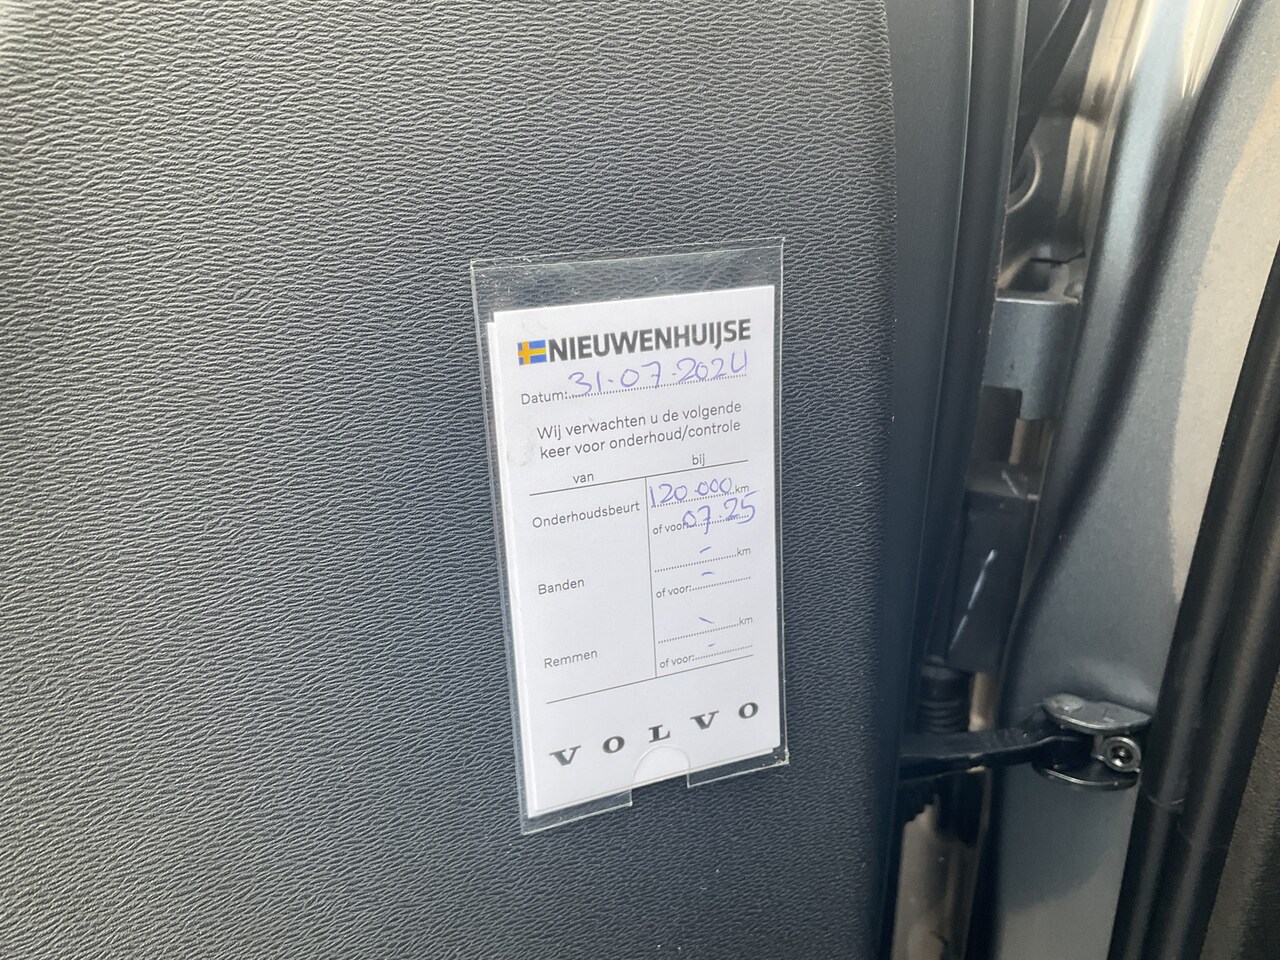 NIEUWENHUIJSE
Datum: 31-07-2024
Wij verwachten u de volgende
keer voor onderhoud/controle
van bij
Onderhoudsbeurt 120.000 km
of voor: 07-25
- km
Banden
of voor: -
- km
Remmen
of voor: -
VOLVO